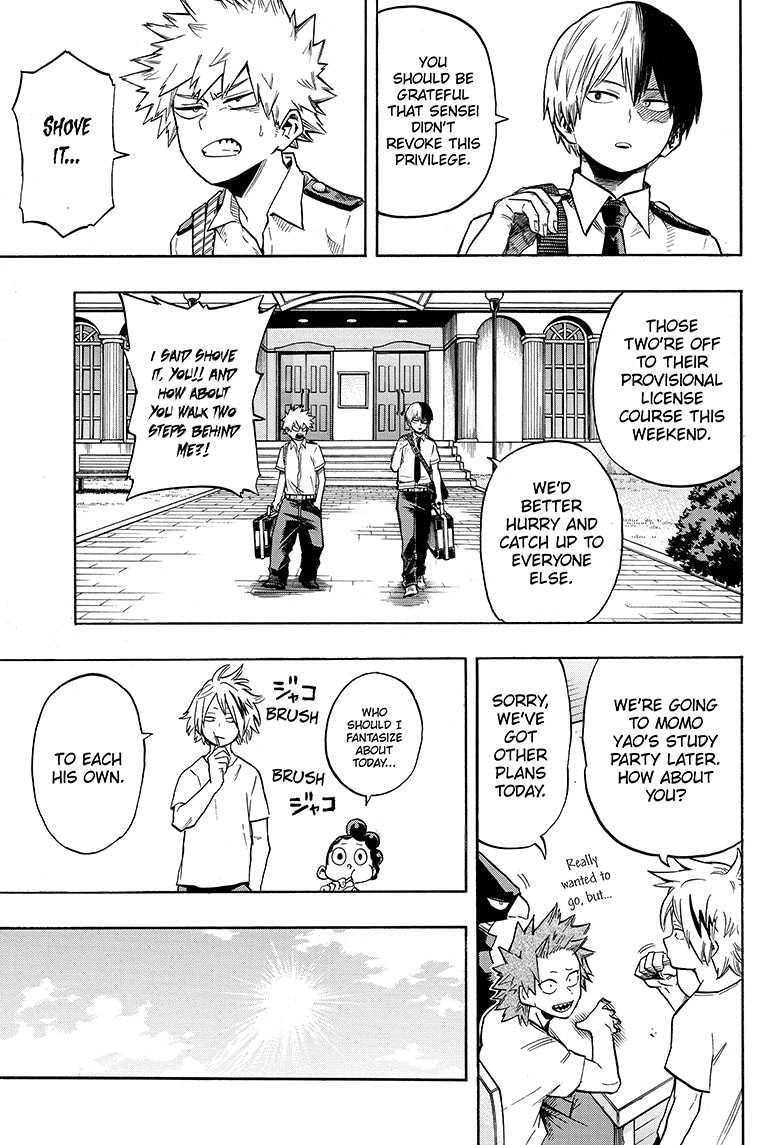 YOU
SHOULD BE
GRATEFUL
THAT SENSEI
DIDN'T
REVOKE THIS
PRIVILEGE.
SHOVE
IT...
THOSE
TWO'RE OFF
TO THEIR
PROVISIONAL
LICENSE
COURSE THIS
WEEKEND.
WE'D
BETTER
HURRY AND
CATCH UP TO
EVERYONE
ELSE.
I SAID SHOVE
IT, YOU!! AND
HOW ABOUT
YOU WALK TWO
STEPS BEHIND
ME?!
WE'RE GOING
TO MOMO
YAO'S STUDY
PARTY LATER.
HOW ABOUT
YOU?
SORRY,
WE'VE
GOT
OTHER
PLANS
TODAY.
Really
wanted to
go, but...
WHO
SHOULD I
FANTASIZE
ABOUT
TODAY...
ジャコ
BRUSH
BRUSH
ジャコ
TO EACH
HIS OWN.